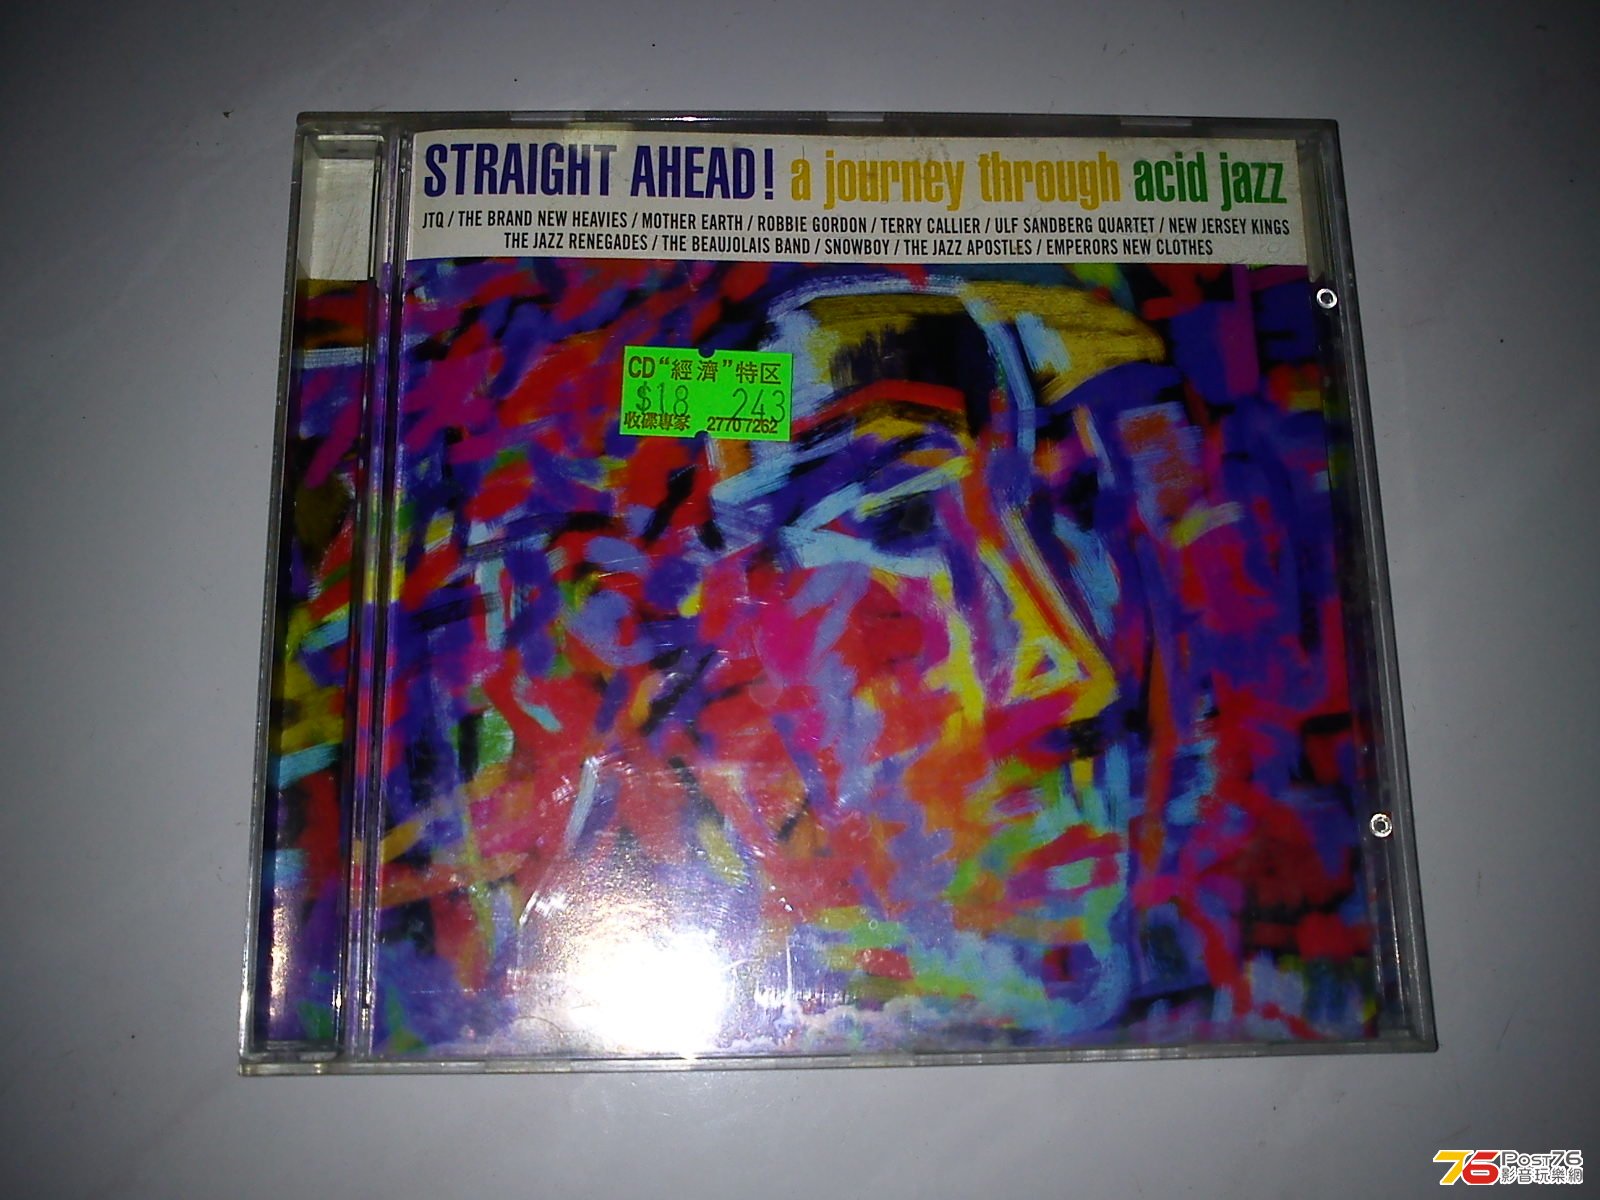 STRAIGHT AHEAD! a journey through acid jazz
JTQ / THE BRAND NEW HEAVIES / MOTHER EARTH / ROBBIE GORDON / TERRY CALLIER / ULF SANDBERG QUARTET / NEW JERSEY KINGS
THE JAZZ RENEGADES / THE BEAUJOLAIS BAND / SNOWBOY / THE JAZZ APOSTLES / EMPERORS NEW CLOTHES
CD“經濟”特区
$18 243
收碟專家 27707262
76 Post76
影音玩樂網